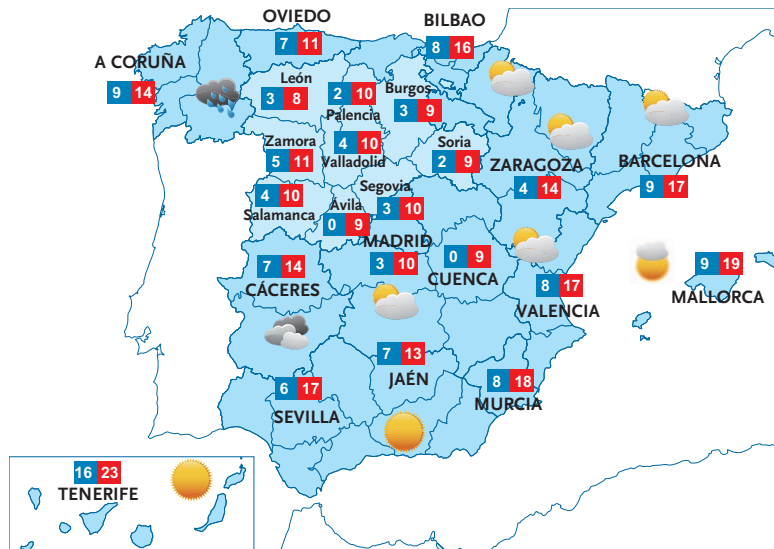 OVIEDO
7 11
BILBAO
8 16
A CORUÑA
9 14
León
3 8
2 10
Palencia
Burgos
3 9
Zamora
5 11
4 10
Valladolid
Soria
2 9
ZARAGOZA
4 14
BARCELONA
9 17
4 10
Salamanca
Ávila
0 9
Segovia
3 10
MADRID
3 10
0 9
CUENCA
7 14
CÁCERES
8 17
VALENCIA
9 19
MALLORCA
7 13
JAÉN
6 17
SEVILLA
8 18
MURCIA
16 23
TENERIFE